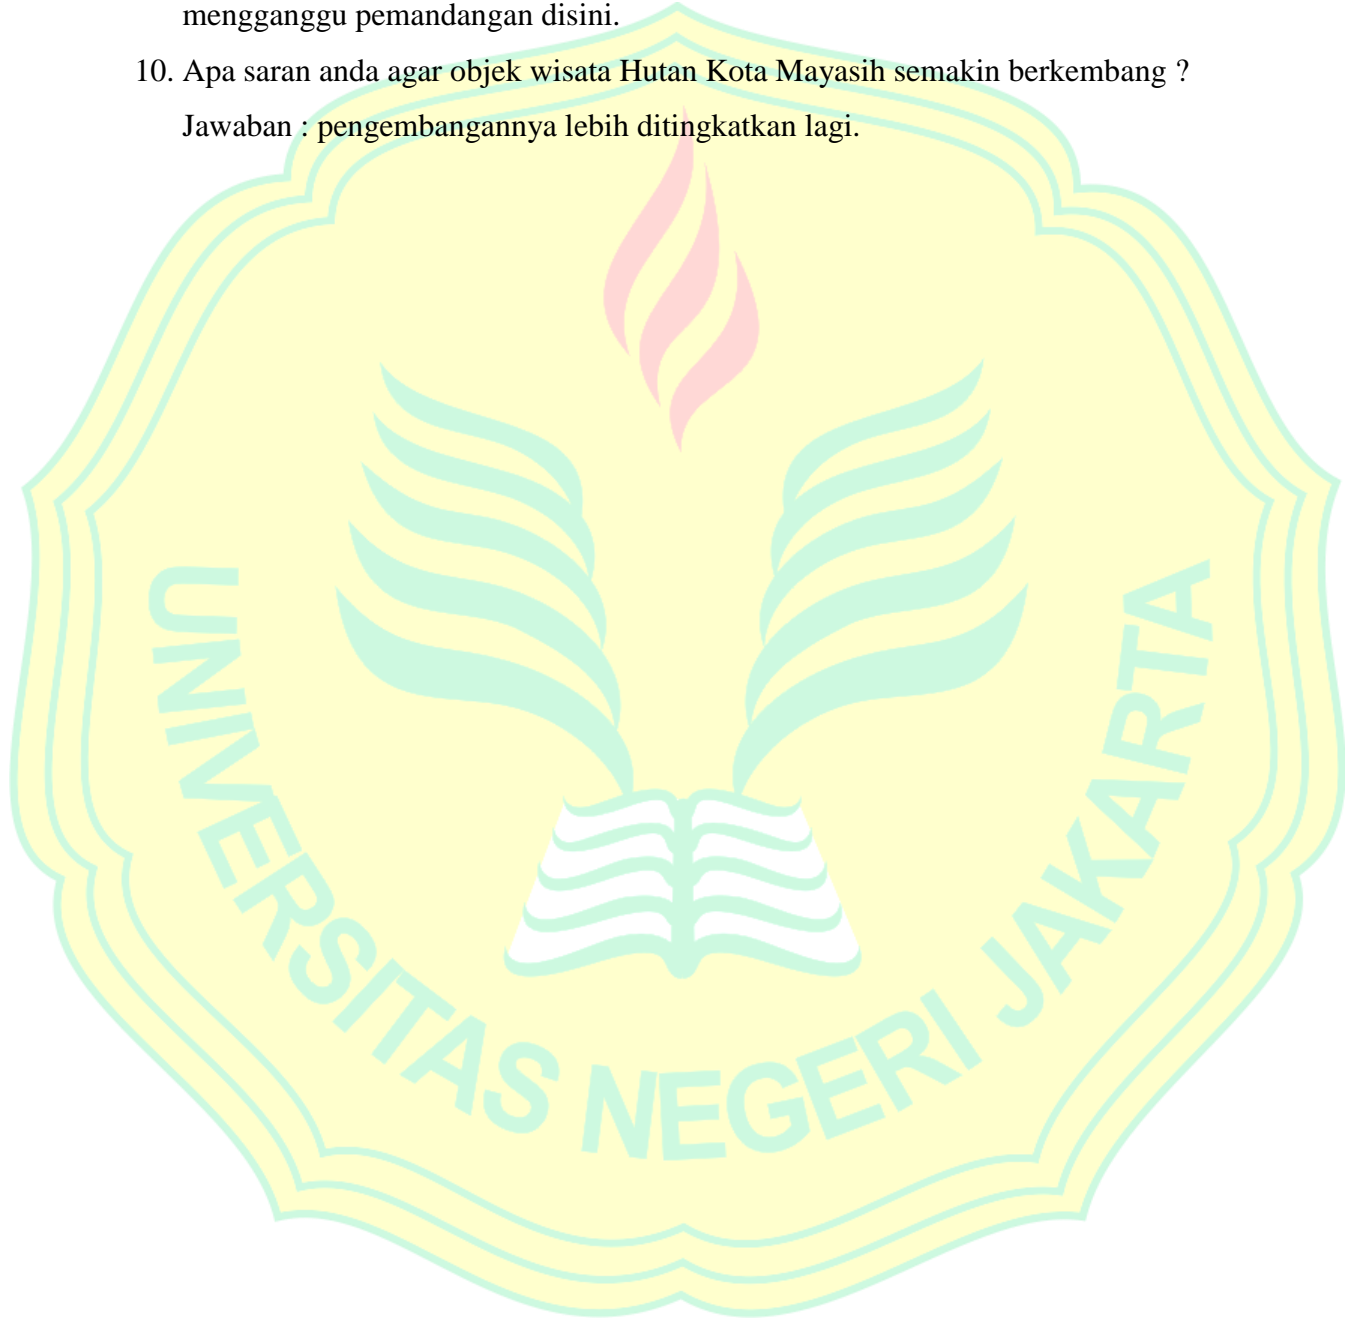 mengganggu pemandangan disini.
10. Apa saran anda agar objek wisata Hutan Kota Mayasih semakin berkembang ?
Jawaban : pengembangannya lebih ditingkatkan lagi.
UNIVERSITAS NEGERI JAKARTA